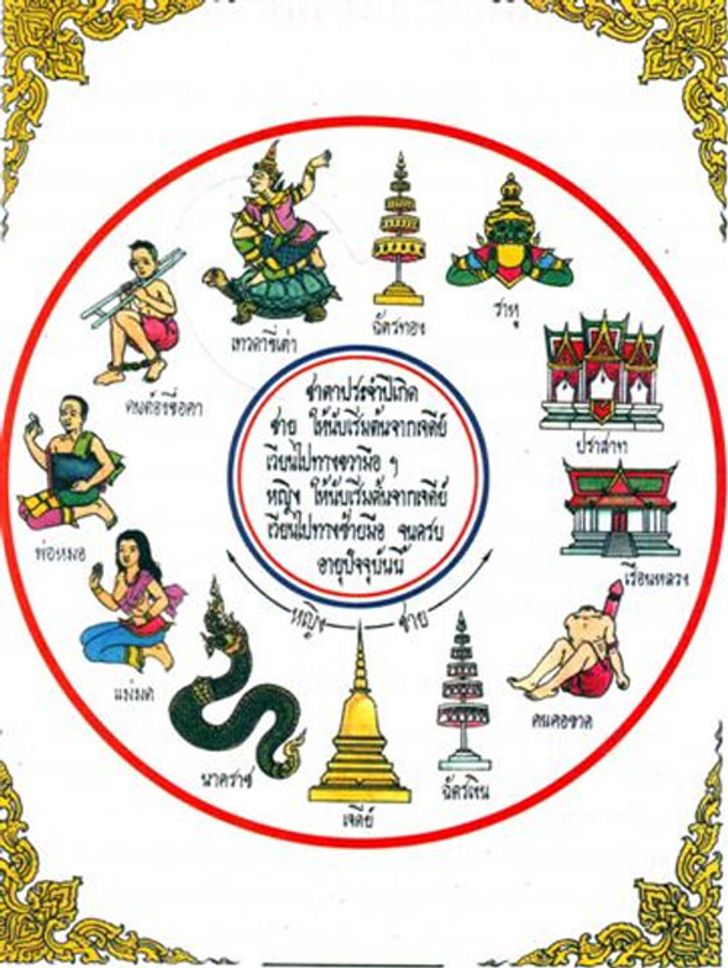 เทวดาขี่เต่า
ฉัตรทอง
ราหู
คนต้องขื่อคา
ปราสาท
พ่อหมอ
เรือนหลวง
แม่มด
คนคอขาด
นาคราช
ฉัตรเงิน
เจดีย์
ชาตาประจำปีเกิด
ชาย ให้นับเริ่มต้นจากเจดีย์
เวียนไปทางขวามือ ๆ
หญิง ให้นับเริ่มต้นจากเจดีย์
เวียนไปทางซ้ายมือ จนครบ
อายุปัจจุบันนี้
หญิง ชาย